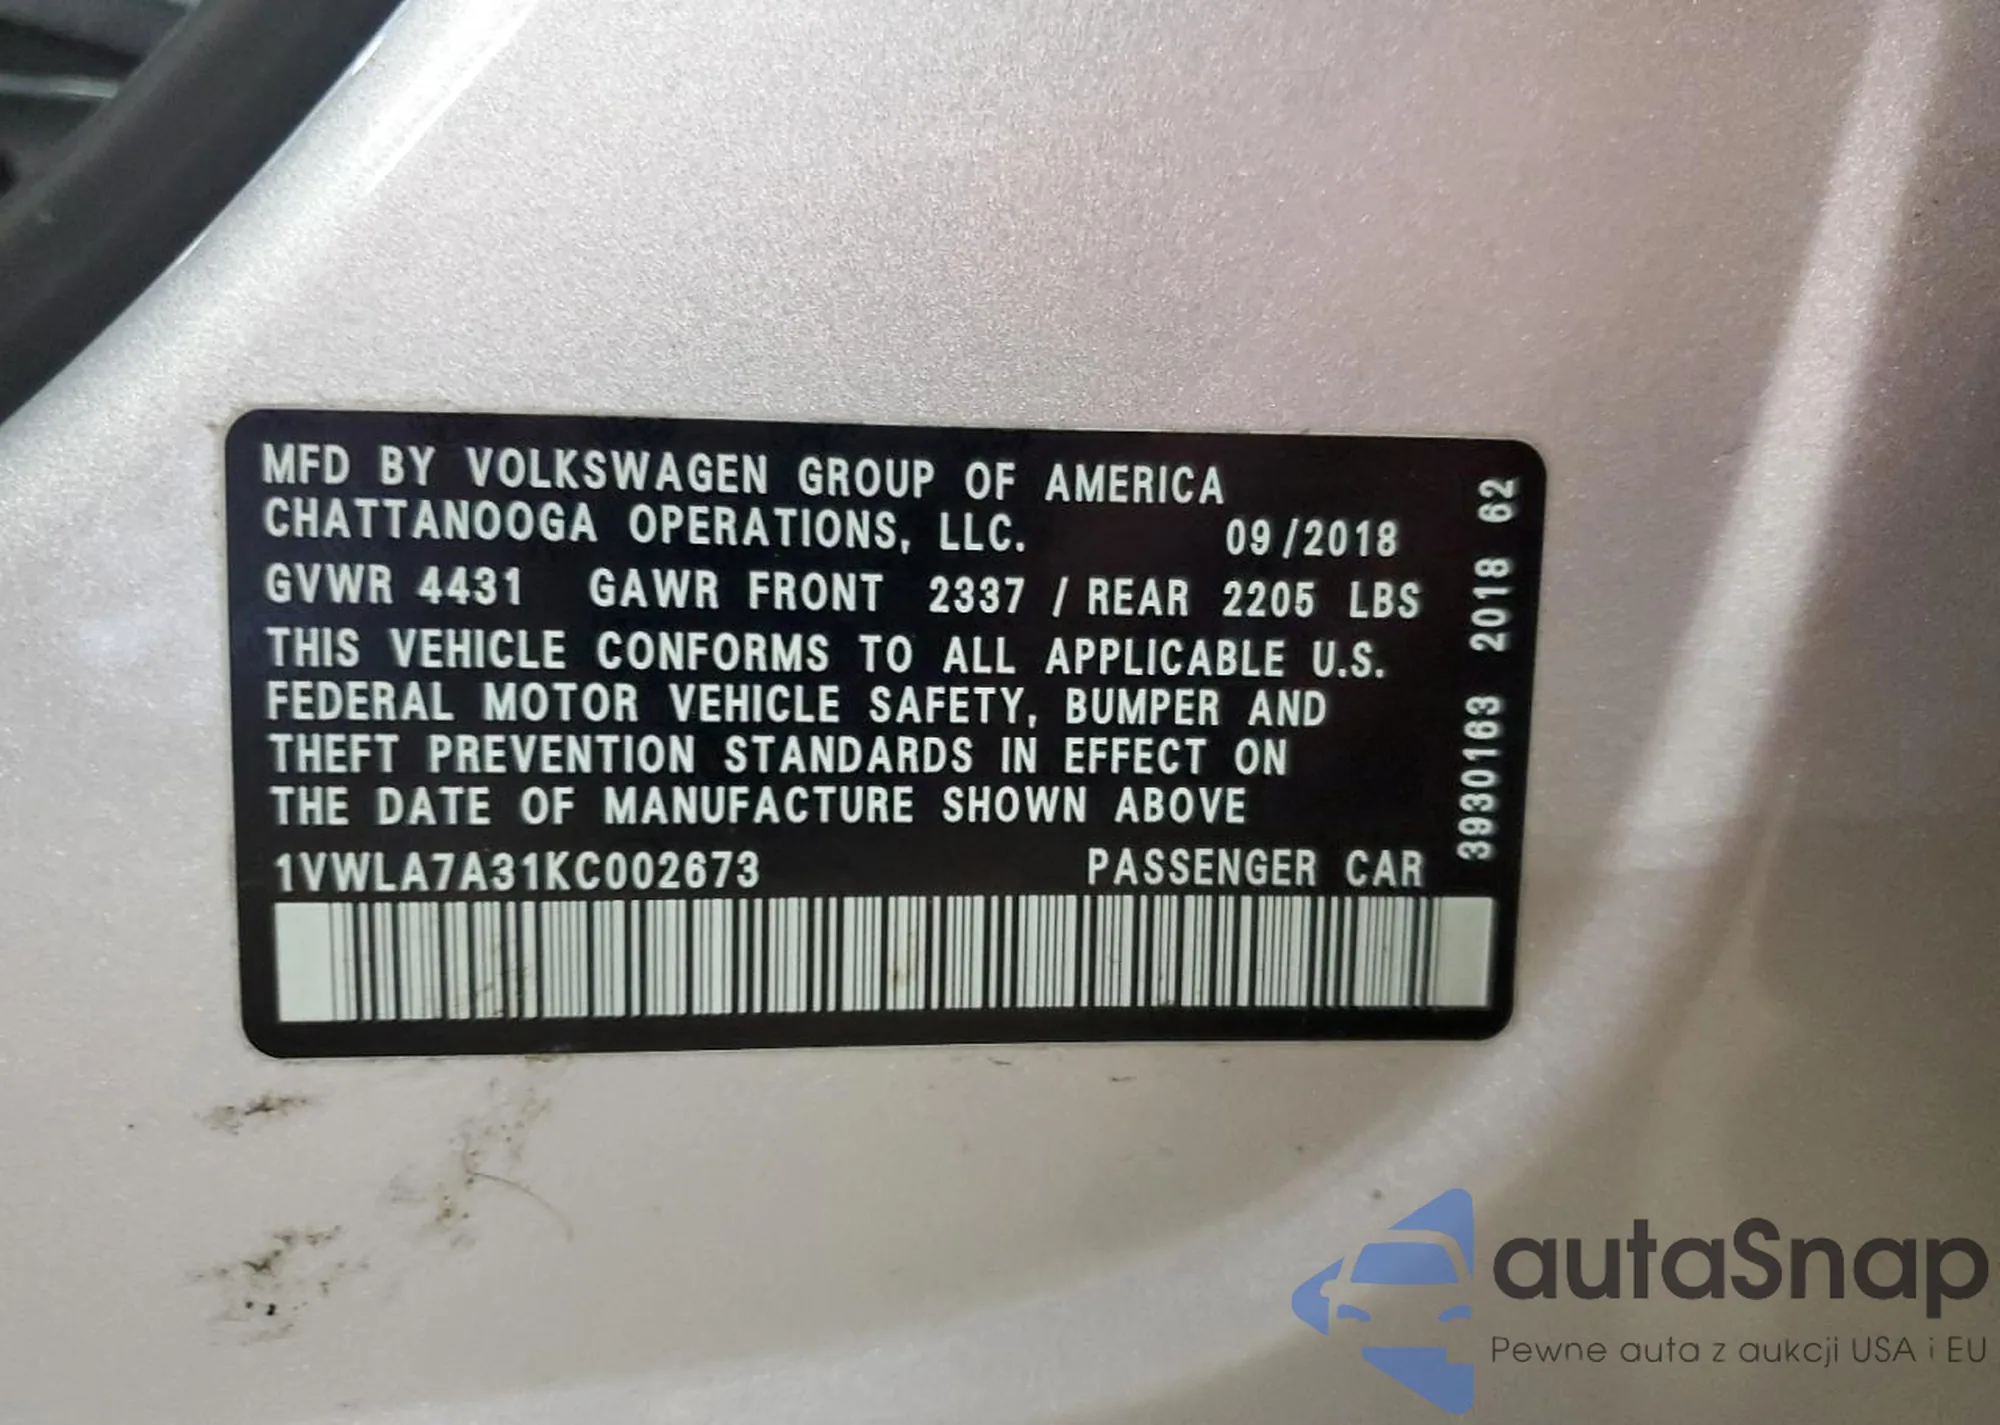 MFD BY VOLKSWAGEN GROUP OF AMERICA
CHATTANOOGA OPERATIONS, LLC. 09/2018
GVWR 4431 GAWR FRONT 2337 / REAR 2205 LBS
THIS VEHICLE CONFORMS TO ALL APPLICABLE U.S.
FEDERAL MOTOR VEHICLE SAFETY, BUMPER AND
THEFT PREVENTION STANDARDS IN EFFECT ON
THE DATE OF MANUFACTURE SHOWN ABOVE
1VWLA7A31KC002673 PASSENGER CAR
3930163 2018 62
autaSnap
Pewne auta z aukcji USA i EU